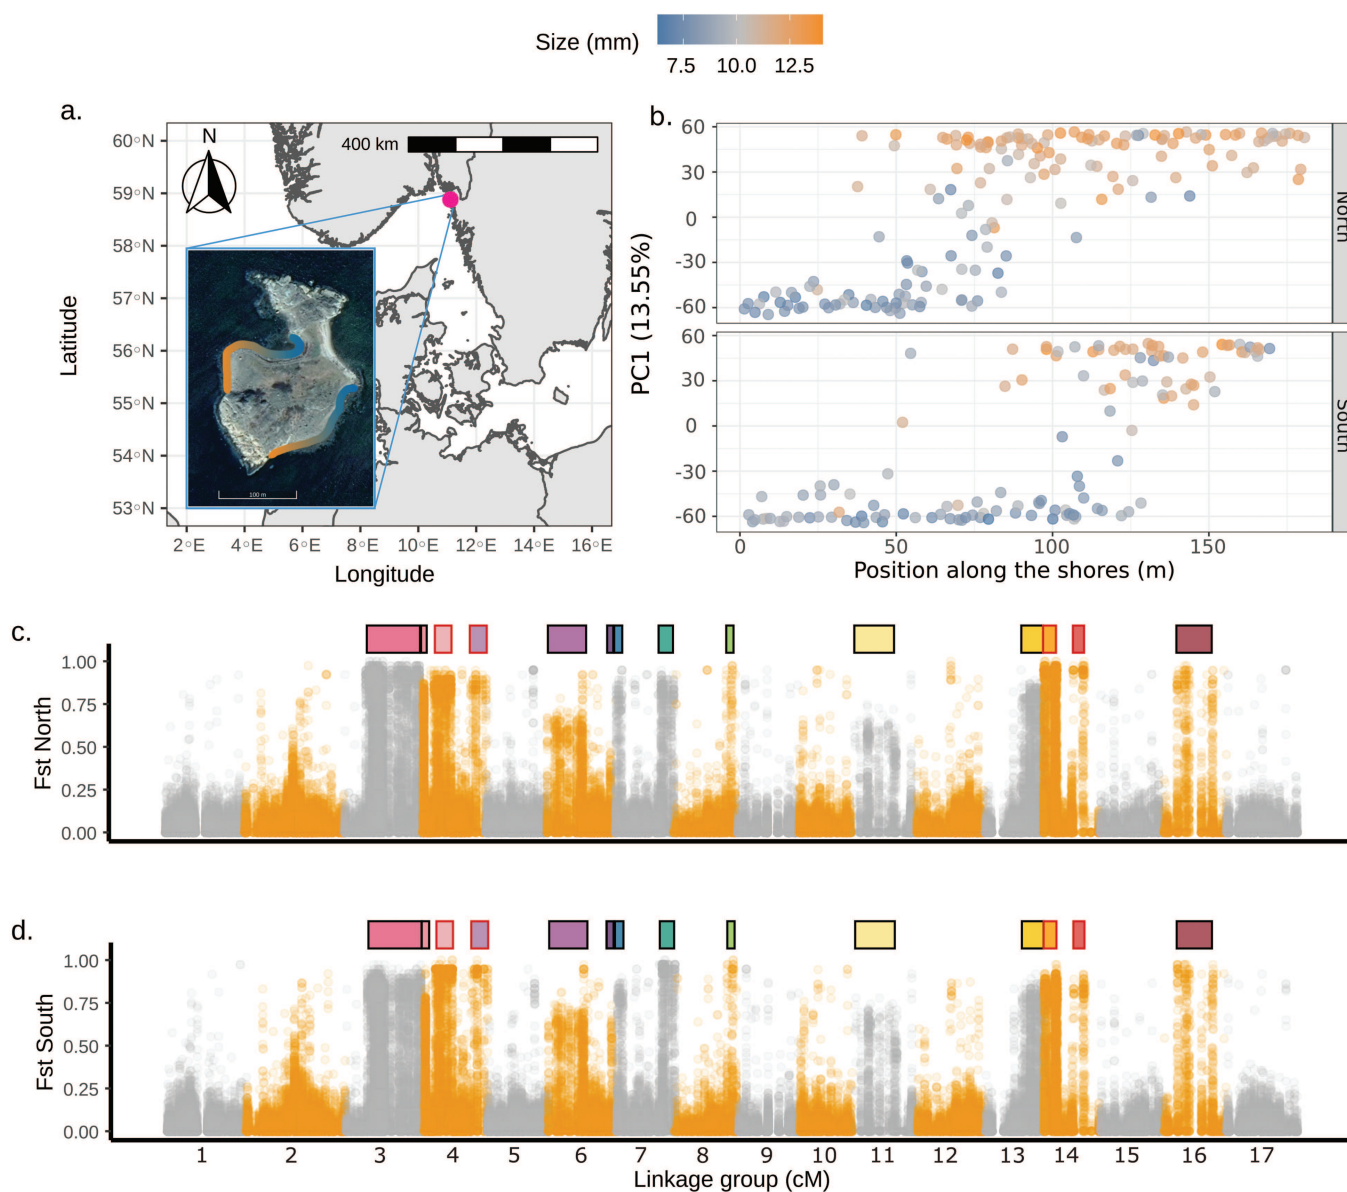 Size (mm)
7.5 10.0 12.5
a.
N
400 km
60°N
59°N
58°N
57°N
56°N
55°N
54°N
53°N
Latitude
100 m
2°E 4°E 6°E 8°E 10°E 12°E 14°E 16°E
Longitude
b.
60
30
0
-30
-60
North
60
30
0
-30
-60
South
PC1 (13.55%)
0 50 100 150
Position along the shores (m)
c.
1.00
0.75
0.50
0.25
0.00
Fst North
d.
1.00
0.75
0.50
0.25
0.00
Fst South
1 2 3 4 5 6 7 8 9 10 11 12 13 14 15 16 17
Linkage group (cM)